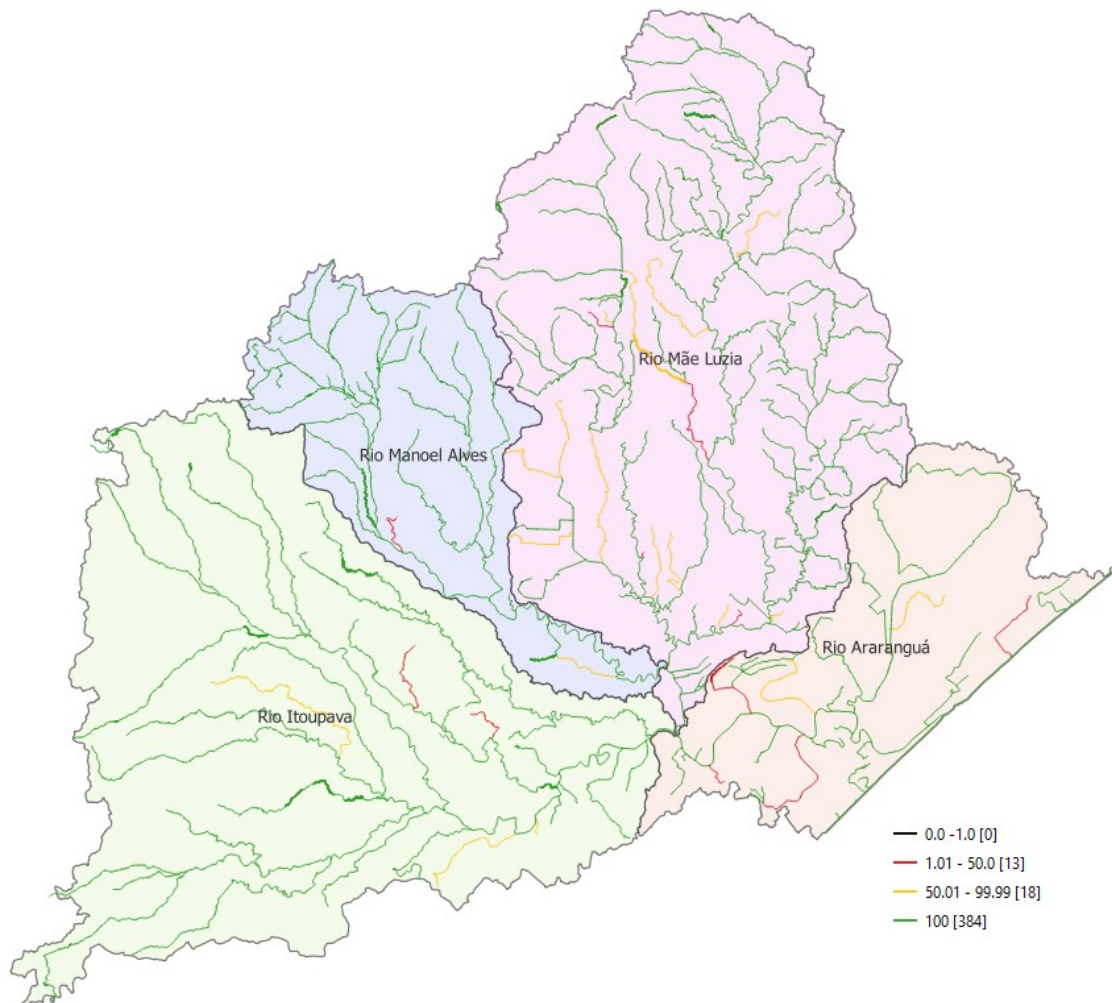 Rio Mãe Luzia
Rio Manoel Alves
Rio Araranguá
Rio Itoupava
0.0 -1.0 [0]
1.01 - 50.0 [13]
50.01 - 99.99 [18]
100 [384]